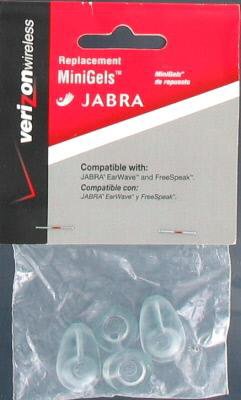 verizonwireless
Replacement
MiniGels™
JABRA
MiniGels™
de repuesto
Compatible with:
JABRA® EarWave™ and FreeSpeak™.
Compatible con:
JABRA® EarWave™ y FreeSpeak™.